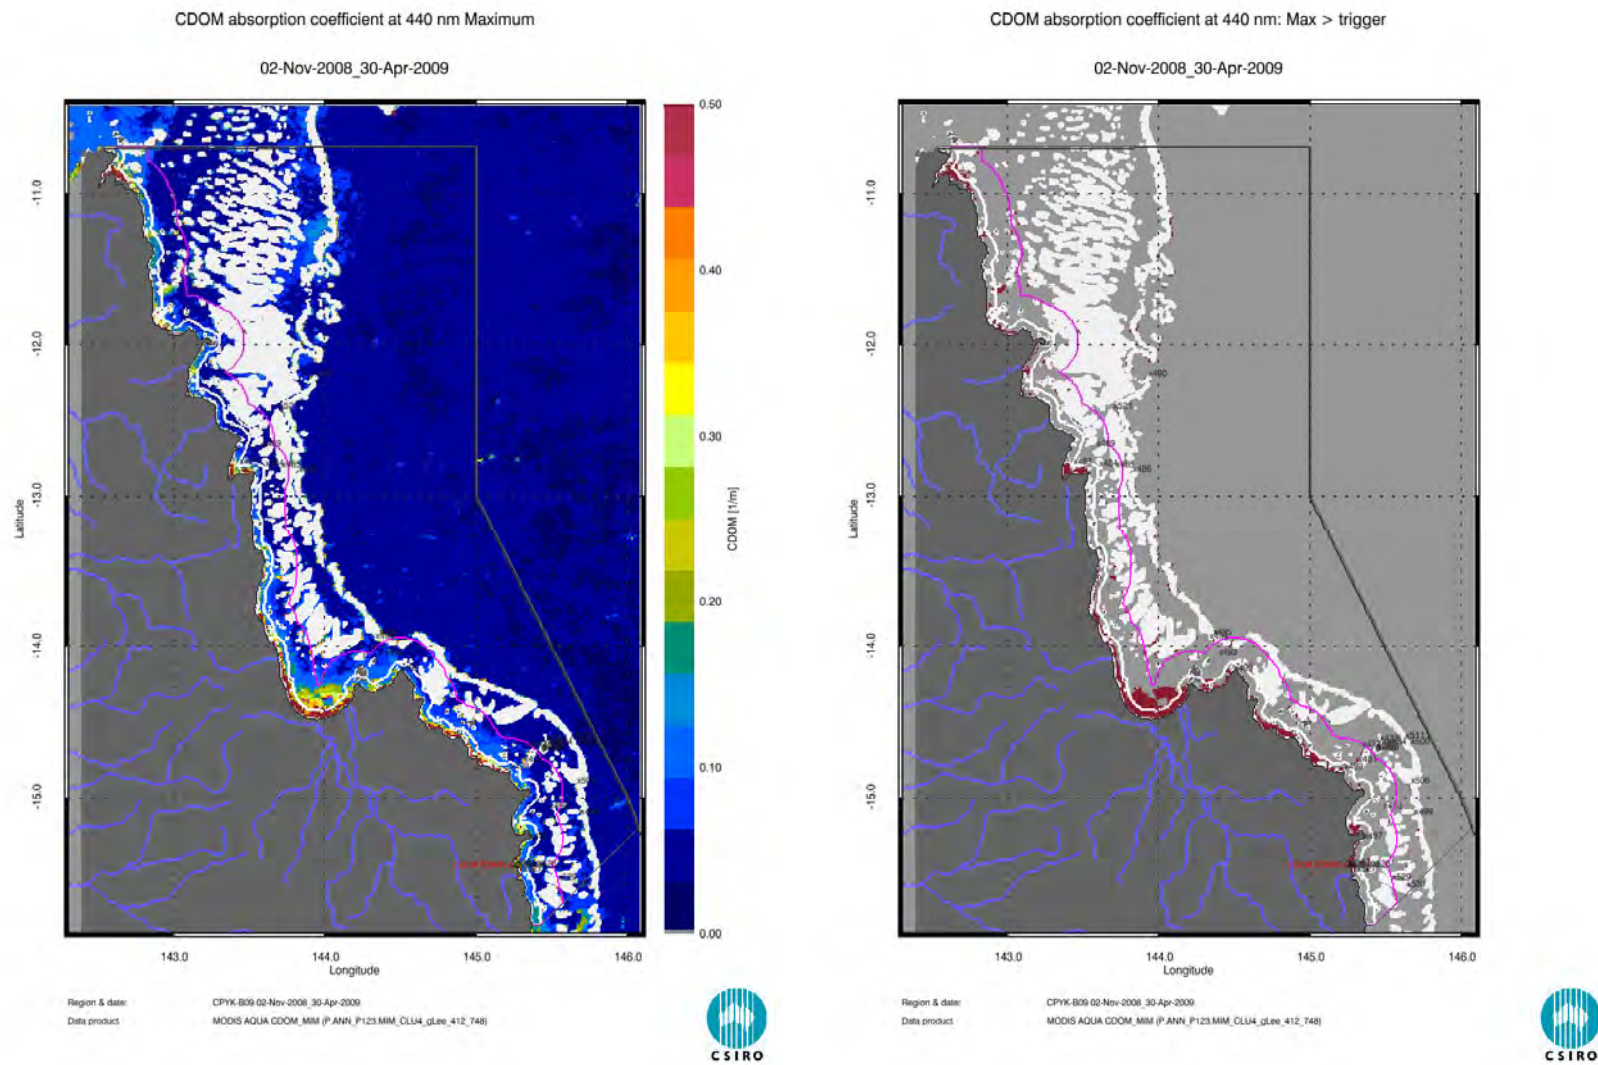 CDOM absorption coefficient at 440 nm Maximum
02-Nov-2008_30-Apr-2009
0.50
0.40
0.30
0.20
0.10
0.00
CDOM [1/m]
-11.0
-12.0
-13.0
-14.0
-15.0
Latitude
143.0
144.0
145.0
146.0
Longitude
Region & date:
CPYK-B09 02-Nov-2008_30-Apr-2009
Data product
MODIS AQUA CDOM_MIM (P.ANN_P123.MIM_CLU4_gLee_412_748)
CSIRO
CDOM absorption coefficient at 440 nm: Max > trigger
02-Nov-2008_30-Apr-2009
-11.0
-12.0
-13.0
-14.0
-15.0
Latitude
x490
x486
x506
x499
143.0
144.0
145.0
146.0
Longitude
Region & date:
CPYK-B09 02-Nov-2008_30-Apr-2009
Data product
MODIS AQUA CDOM_MIM (P.ANN_P123.MIM_CLU4_gLee_412_748)
CSIRO